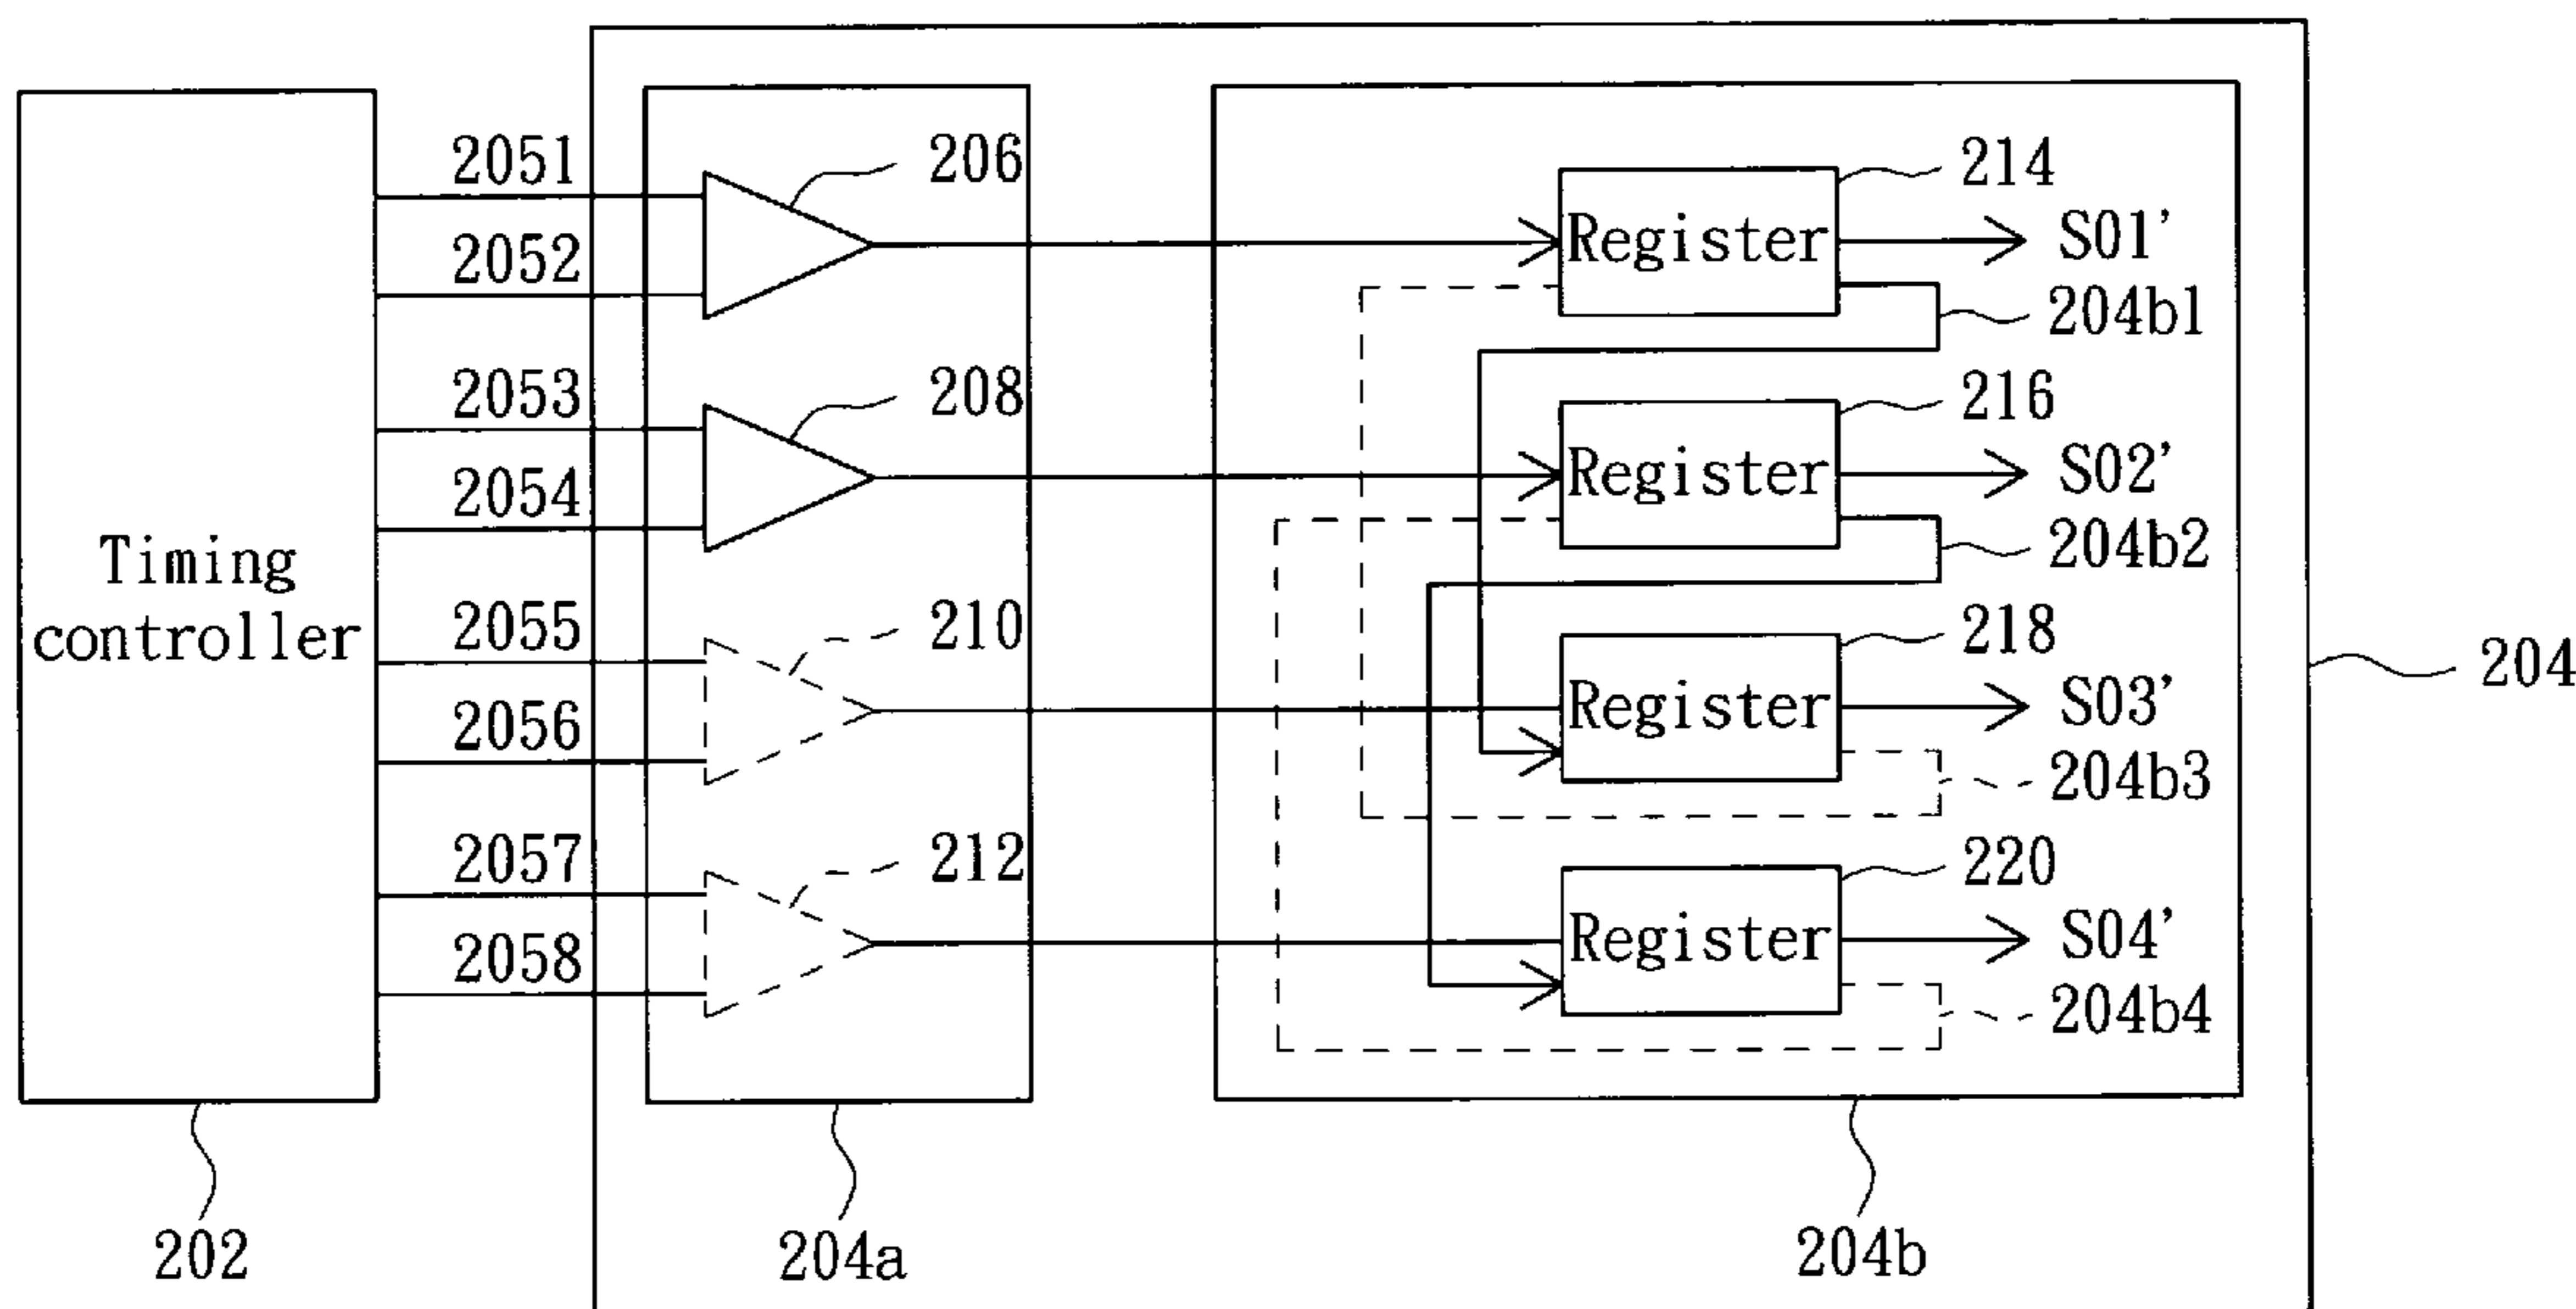 2051
206
2052
Register
214
S01'
204b1
2053
208
2054
Register
216
S02'
204b2
Timing
controller
2055
210
2056
Register
218
S03'
204b3
204
2057
212
2058
Register
220
S04'
204b4
202
204a
204b